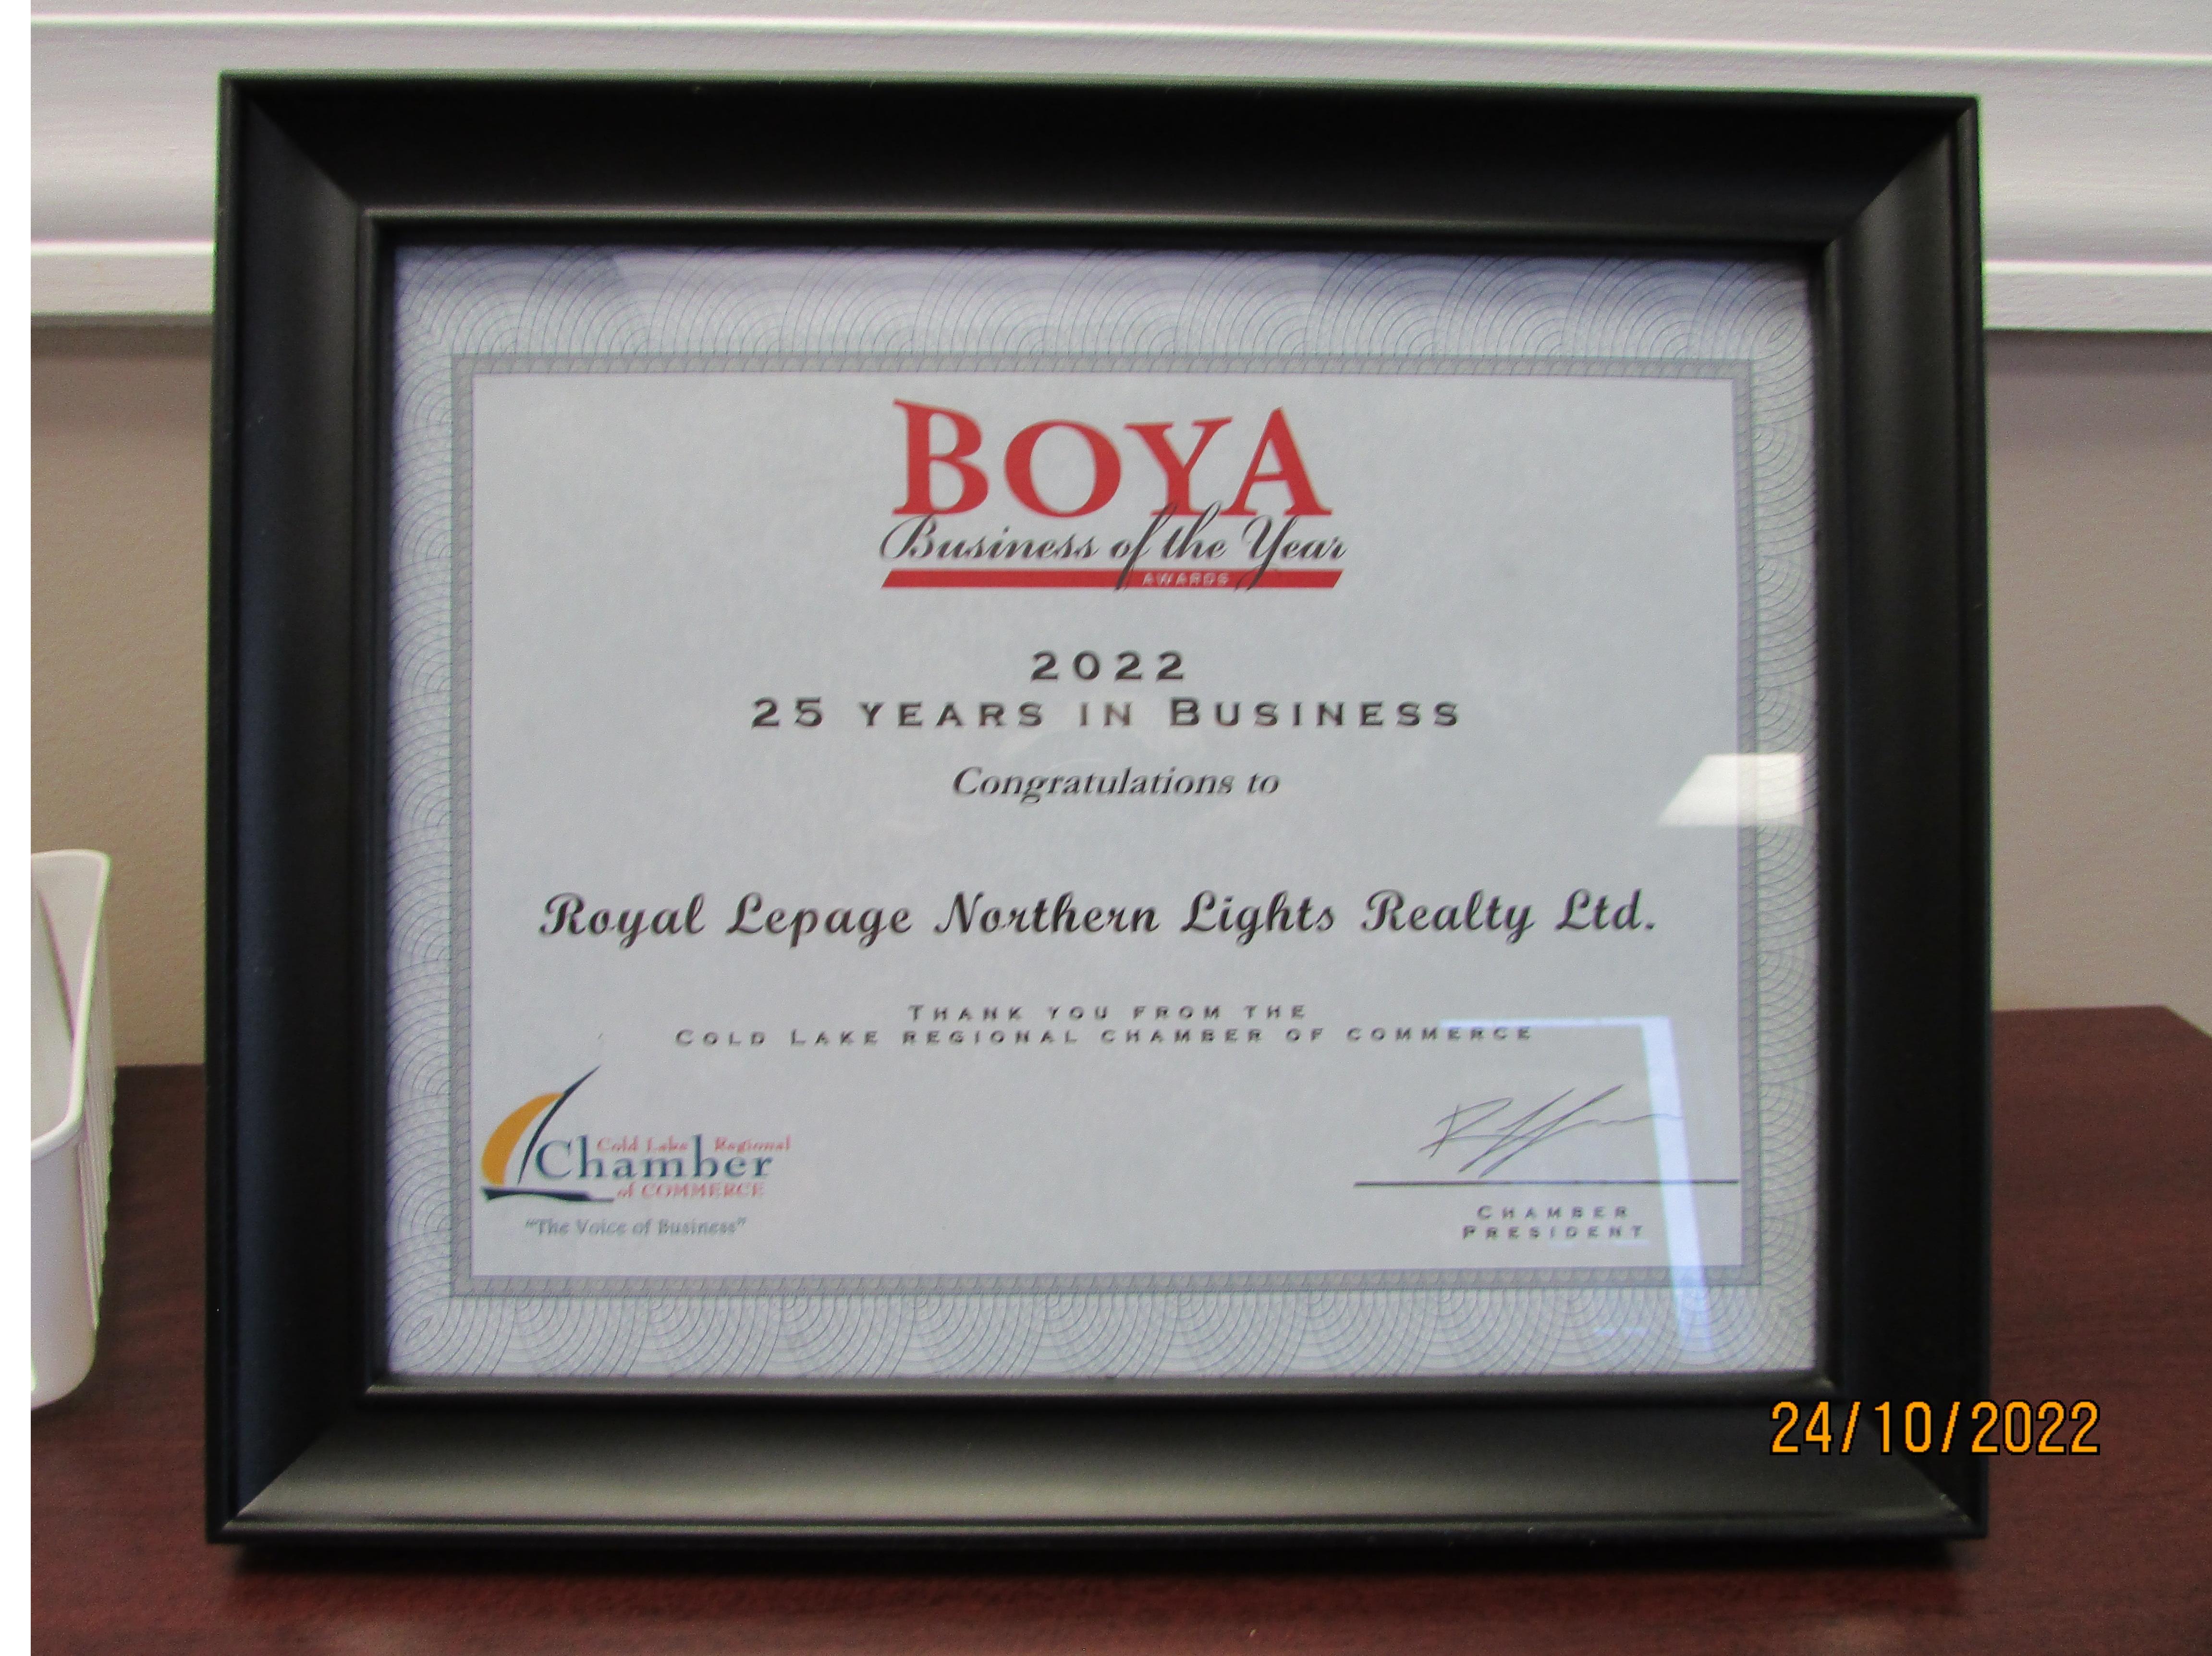 BOYA
Business of the Year
AWARDS
2022
25 YEARS IN BUSINESS
Congratulations to
Royal Lepage Northern Lights Realty Ltd.
THANK YOU FROM THE
COLD LAKE REGIONAL CHAMBER OF COMMERCE
Cold Lake Regional
Chamber
of COMMERCE
"The Voice of Business"
CHAMBER
PRESIDENT
24/10/2022